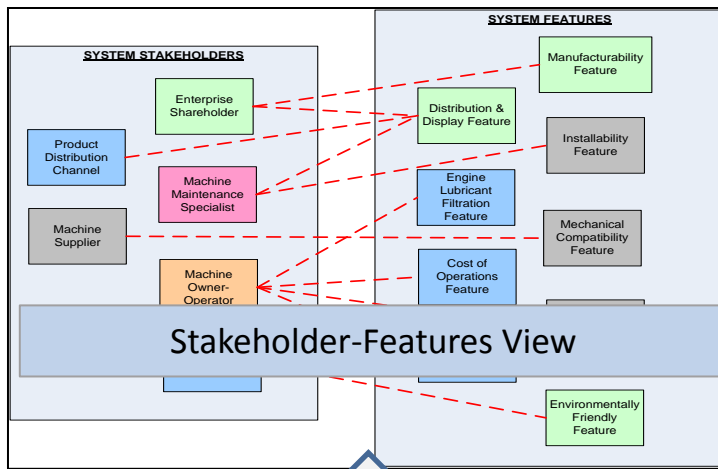 SYSTEM STAKEHOLDERS
Enterprise
Shareholder
Product
Distribution
Channel
Machine
Maintenance
Specialist
Machine
Supplier
Machine
Owner-
Operator
SYSTEM FEATURES
Manufacturability
Feature
Distribution &
Display Feature
Installability
Feature
Engine
Lubricant
Filtration
Feature
Mechanical
Compatibility
Feature
Cost of
Operations
Feature
Stakeholder-Features View
Environmentally
Friendly
Feature